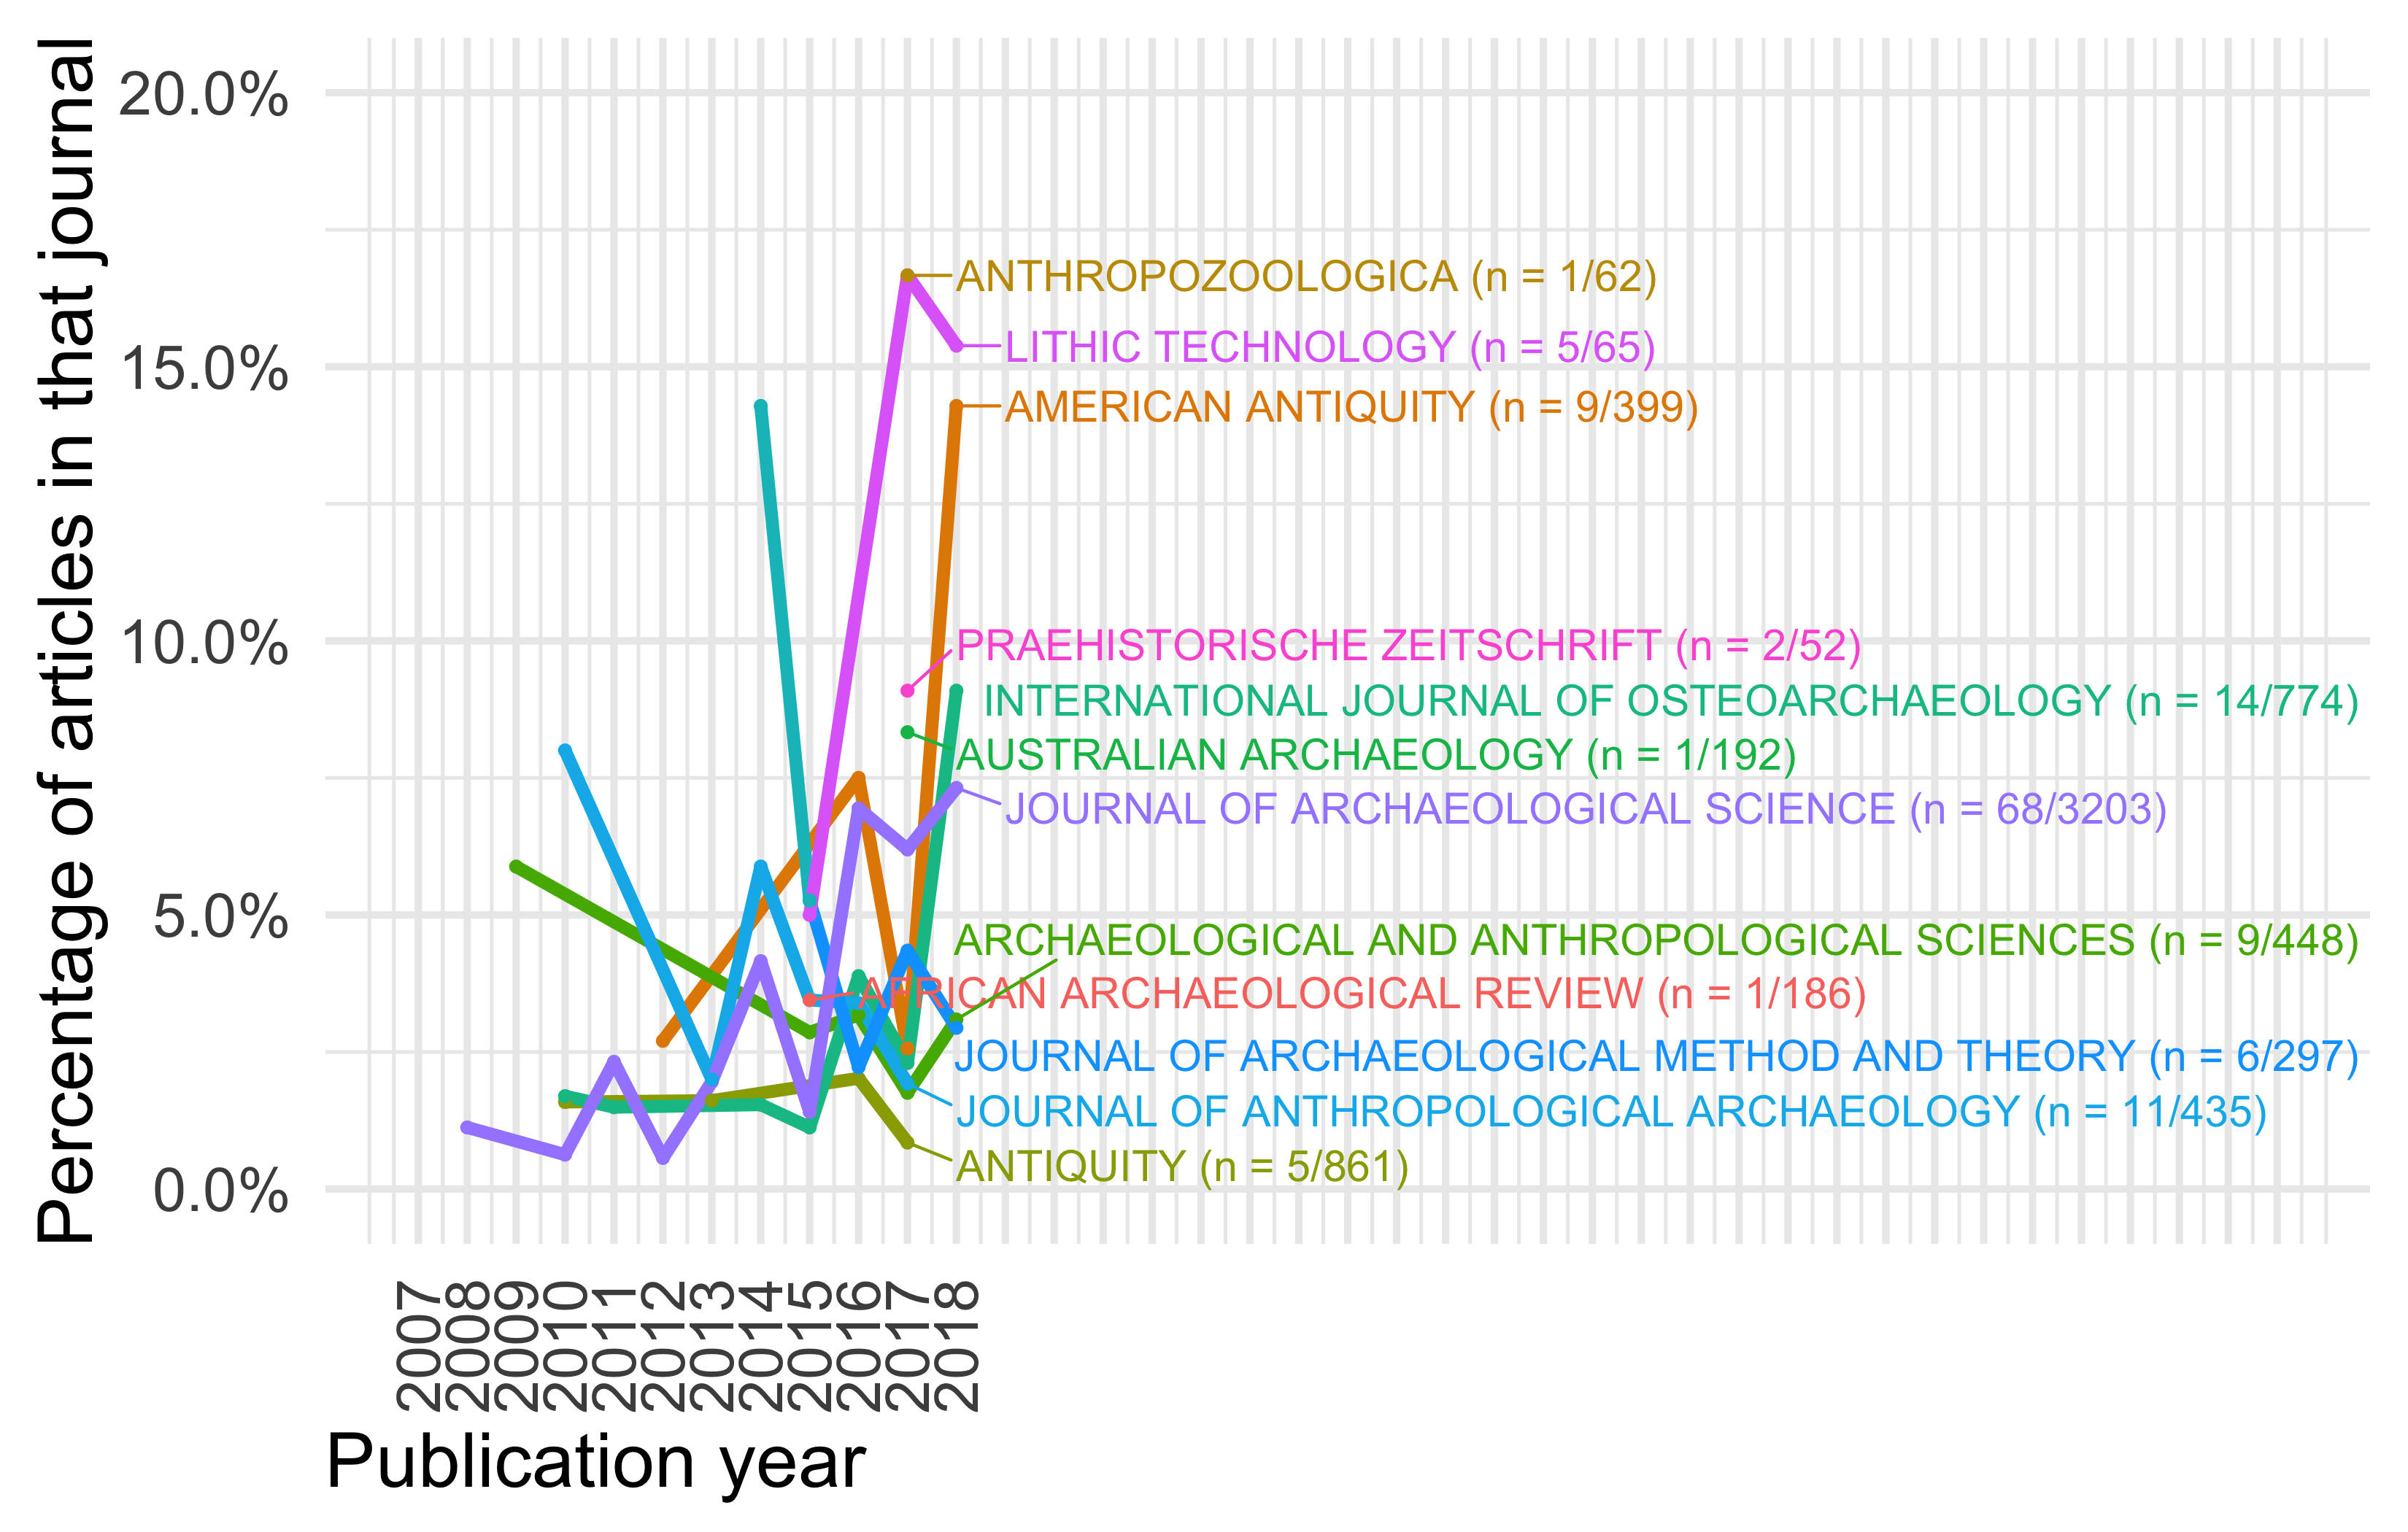 Percentage of articles in that journal
20.0%
15.0%
10.0%
5.0%
0.0%
ANTHROPOZOOLOGICA (n = 1/62)
LITHIC TECHNOLOGY (n = 5/65)
AMERICAN ANTIQUITY (n = 9/399)
PRAEHISTORISCHE ZEITSCHRIFT (n = 2/52)
INTERNATIONAL JOURNAL OF OSTEOARCHAEOLOGY (n = 14/774)
AUSTRALIAN ARCHAEOLOGY (n = 1/192)
JOURNAL OF ARCHAEOLOGICAL SCIENCE (n = 68/3203)
ARCHAEOLOGICAL AND ANTHROPOLOGICAL SCIENCES (n = 9/448)
AFRICAN ARCHAEOLOGICAL REVIEW (n = 1/186)
JOURNAL OF ARCHAEOLOGICAL METHOD AND THEORY (n = 6/297)
JOURNAL OF ANTHROPOLOGICAL ARCHAEOLOGY (n = 11/435)
ANTIQUITY (n = 5/861)
2007
2008
2009
2010
2011
2012
2013
2014
2015
2016
2017
2018
Publication year